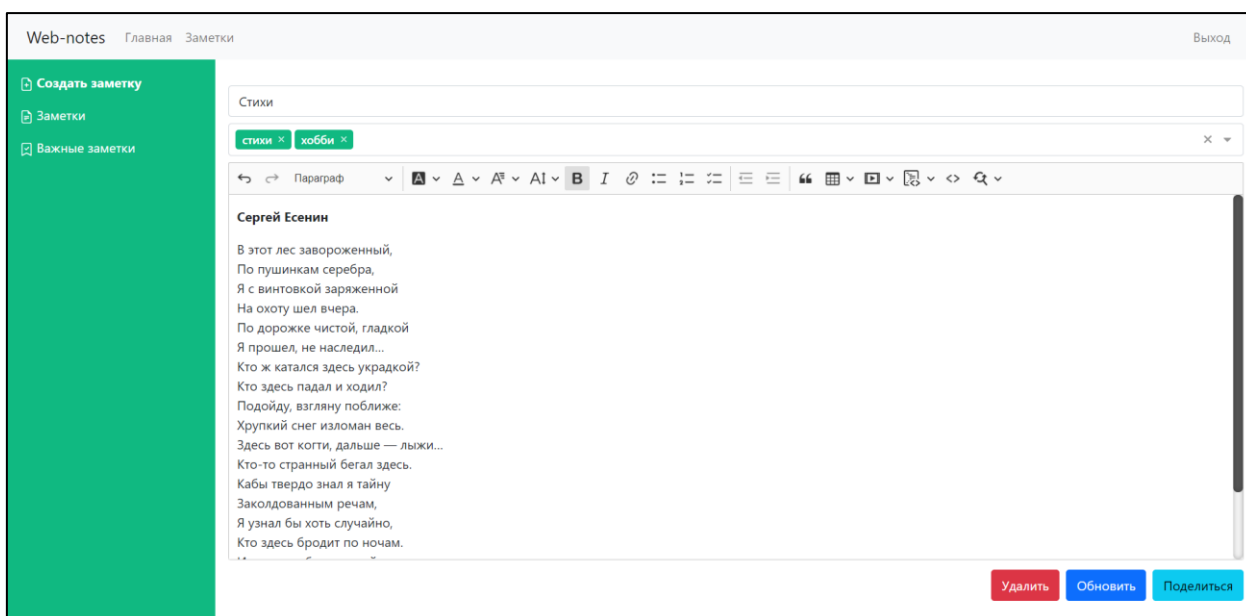 Web-notes Главная Заметки Выход
Создать заметку
Заметки
Важные заметки
Стихи
стихи × хобби ×
Параграф
Сергей Есенин
В этот лес завороженный,
По пушинкам серебра,
Я с винтовкой заряженной
На охоту шел вчера.
По дорожке чистой, гладкой
Я прошел, не наследил...
Кто ж катался здесь украдкой?
Кто здесь падал и ходил?
Подойду, взгляну поближе:
Хрупкий снег изломан весь.
Здесь вот когти, дальше — лыжи...
Кто-то странный бегал здесь.
Кабы твердо знал я тайну
Заколдованным речам,
Я узнал бы хоть случайно,
Кто здесь бродит по ночам.
Удалить Обновить Поделиться